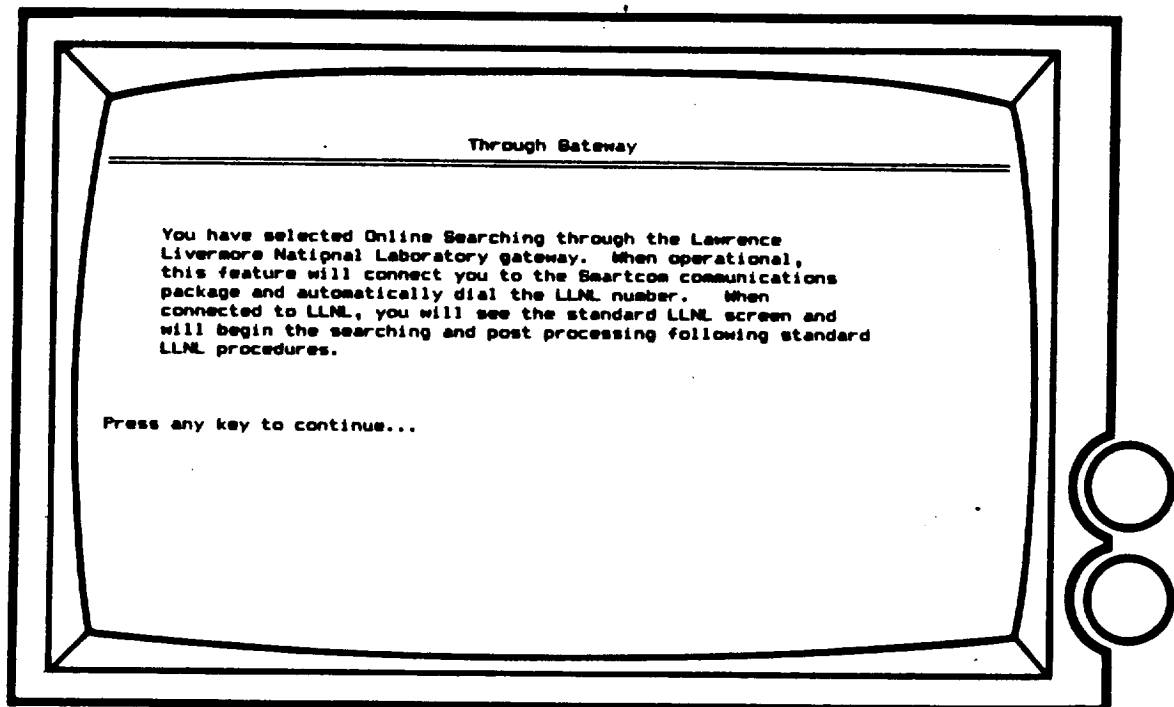 Through Gateway
You have selected Online Searching through the Lawrence
Livermore National Laboratory gateway. When operational,
this feature will connect you to the Smartcom communications
package and automatically dial the LLNL number. When
connected to LLNL, you will see the standard LLNL screen and
will begin the searching and post processing following standard
LLNL procedures.
Press any key to continue...